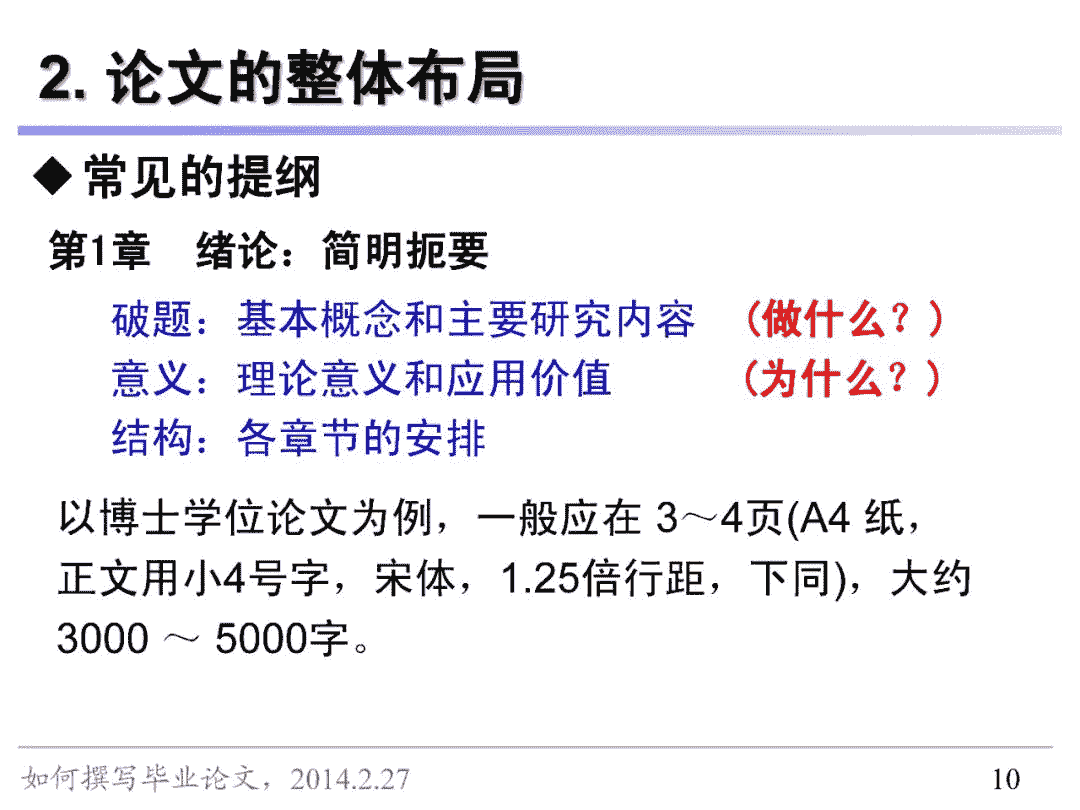 2. 论文的整体布局
◆常见的提纲
第1章 绪论：简明扼要
破题：基本概念和主要研究内容 (做什么？)
意义：理论意义和应用价值 (为什么？)
结构：各章节的安排
以博士学位论文为例，一般应在 3～4页(A4 纸，
正文用小4号字，宋体，1.25倍行距，下同)，大约
3000 ～ 5000字。
如何撰写毕业论文，2014.2.27 10